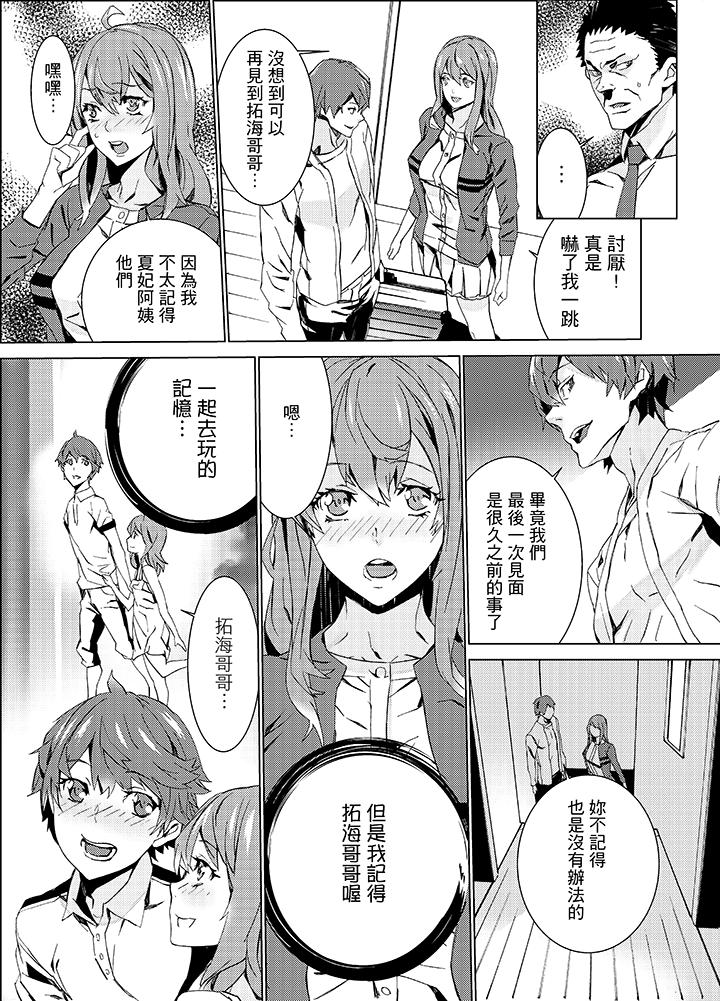 …
討厭！
真是
嚇了我一跳
沒想到可以
再見到拓海哥哥…
嘿嘿…
因為我
不太記得
夏妃阿姨
他們
畢竟我們
最後一次見面
是很久之前的事了
妳不記得
也是沒有辦法的
嗯…
但是我記得
拓海哥哥喔
一起去玩的
記憶…
拓海哥哥…